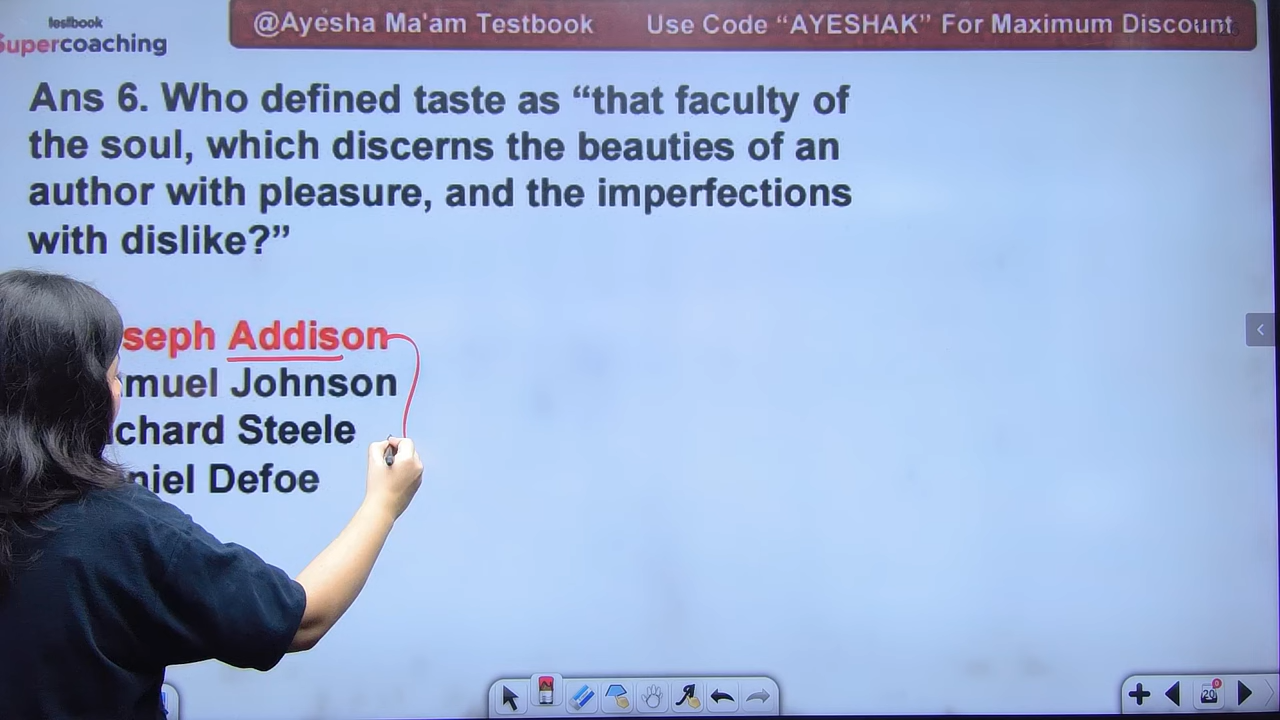 testbook
Supercoaching
@Ayesha Ma'am Testbook Use Code “AYESHAK” For Maximum Discount
Ans 6. Who defined taste as “that faculty of
the soul, which discerns the beauties of an
author with pleasure, and the imperfections
with dislike?”
seph Addison
muel Johnson
chard Steele
niel Defoe
20